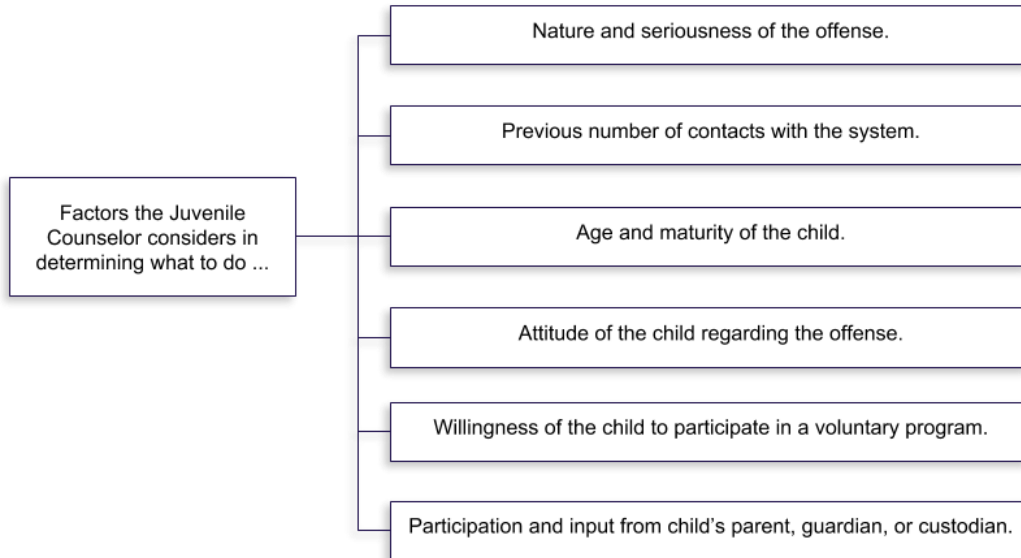 Nature and seriousness of the offense.
Previous number of contacts with the system.
Factors the Juvenile
Counselor considers in
determining what to do ...
Age and maturity of the child.
Attitude of the child regarding the offense.
Willingness of the child to participate in a voluntary program.
Participation and input from child's parent, guardian, or custodian.